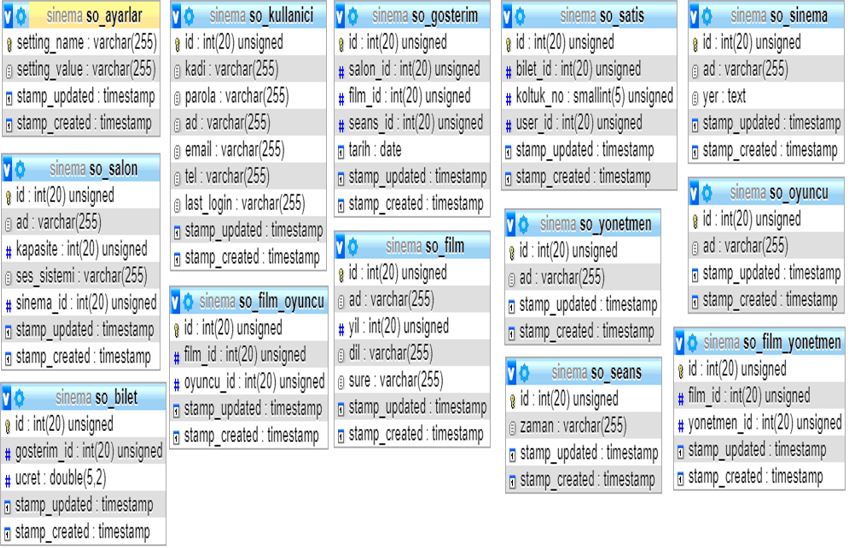 sinema so_ayarlar
setting_name : varchar(255)
setting_value : varchar(255)
stamp_updated : timestamp
stamp_created : timestamp
sinema so_salon
id : int(20) unsigned
ad : varchar(255)
kapasite : int(20) unsigned
ses_sistemi : varchar(255)
sinema_id : int(20) unsigned
stamp_updated : timestamp
stamp_created : timestamp
sinema so_bilet
id : int(20) unsigned
gosterim_id : int(20) unsigned
ucret : double(5,2)
stamp_updated : timestamp
stamp_created : timestamp
sinema so_kullanici
id : int(20) unsigned
kadi : varchar(255)
parola : varchar(255)
ad : varchar(255)
email : varchar(255)
tel : varchar(255)
last_login : varchar(255)
stamp_updated : timestamp
stamp_created : timestamp
sinema so_film_oyuncu
id : int(20) unsigned
film_id : int(20) unsigned
oyuncu_id : int(20) unsigned
stamp_updated : timestamp
stamp_created : timestamp
sinema so_gosterim
id : int(20) unsigned
salon_id : int(20) unsigned
film_id : int(20) unsigned
seans_id : int(20) unsigned
tarih : date
stamp_updated : timestamp
stamp_created : timestamp
sinema so_film
id : int(20) unsigned
ad : varchar(255)
yil : int(20) unsigned
dil : varchar(255)
sure : varchar(255)
stamp_updated : timestamp
stamp_created : timestamp
sinema so_satis
id : int(20) unsigned
bilet_id : int(20) unsigned
koltuk_no : smallint(5) unsigned
user_id : int(20) unsigned
stamp_updated : timestamp
stamp_created : timestamp
sinema so_yonetmen
id : int(20) unsigned
ad : varchar(255)
stamp_updated : timestamp
stamp_created : timestamp
sinema so_seans
id : int(20) unsigned
zaman : varchar(255)
stamp_updated : timestamp
stamp_created : timestamp
sinema so_sinema
id : int(20) unsigned
ad : varchar(255)
yer : text
stamp_updated : timestamp
stamp_created : timestamp
sinema so_oyuncu
id : int(20) unsigned
ad : varchar(255)
stamp_updated : timestamp
stamp_created : timestamp
sinema so_film_yonetmen
id : int(20) unsigned
film_id : int(20) unsigned
yonetmen_id : int(20) unsigned
stamp_updated : timestamp
stamp_created : timestamp